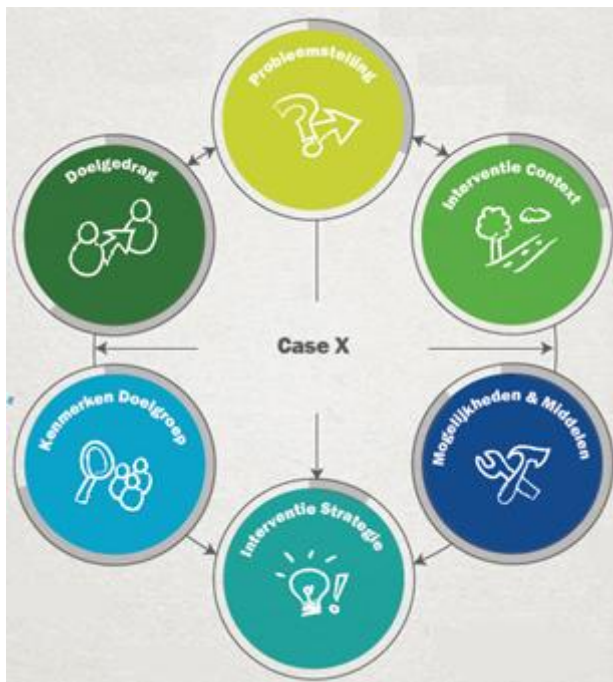 Probleemstelling
Doelgedrag
Interventie Context
Case X
Kenmerken Doelgroep
Mogelijkheden & Middelen
Interventie Strategie